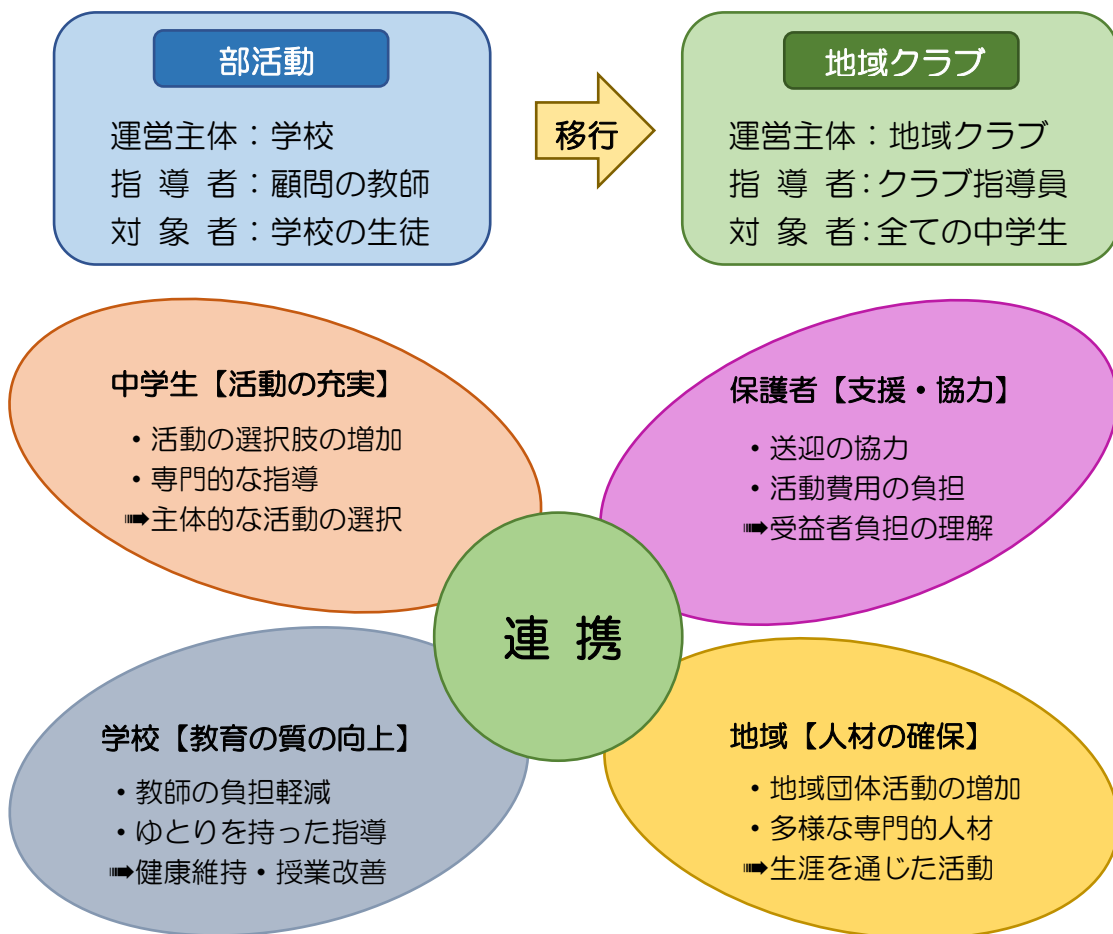 部活動
運営主体：学校
指 導 者：顧問の教師
対 象 者：学校の生徒
移行
地域クラブ
運営主体：地域クラブ
指 導 者：クラブ指導員
対 象 者：全ての中学生
中学生【活動の充実】
・活動の選択肢の増加
・専門的な指導
➠主体的な活動の選択
保護者【支援・協力】
・送迎の協力
・活動費用の負担
➠受益者負担の理解
連 携
学校【教育の質の向上】
・教師の負担軽減
・ゆとりを持った指導
➠健康維持・授業改善
地域【人材の確保】
・地域団体活動の増加
・多様な専門的人材
➠生涯を通じた活動